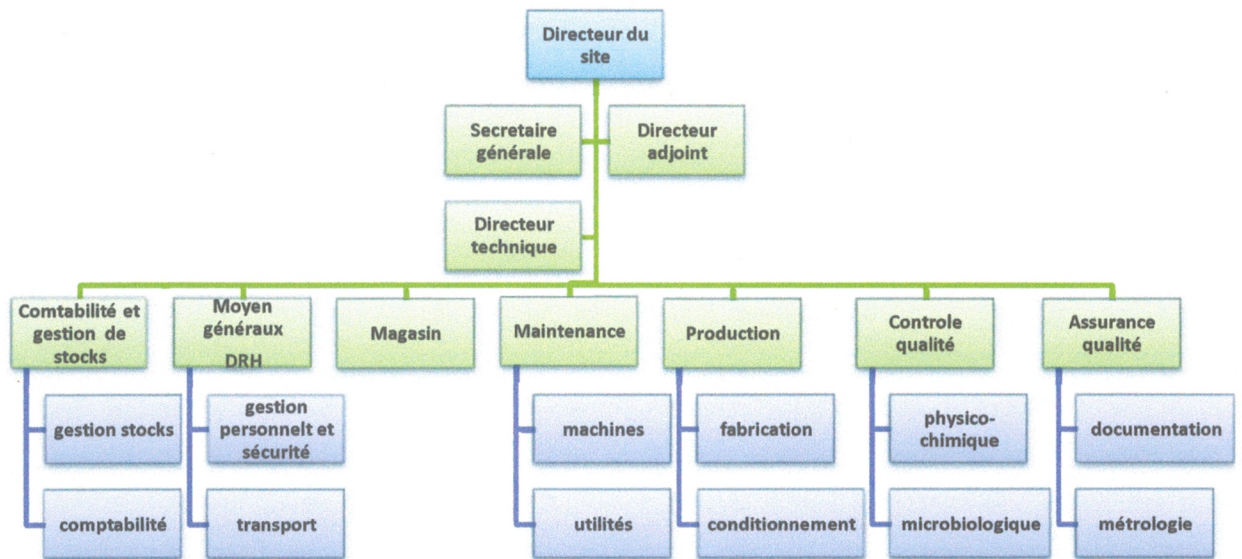 Directeur du
site
Secretaire
générale
Directeur
adjoint
Directeur
technique
Comtabilité et
gestion de
stocks
Moyen
généraux
DRH
Magasin
Maintenance
Production
Controle
qualité
Assurance
qualité
gestion stocks
gestion
personnelt et
sécurité
machines
fabrication
physico-
chimique
documentation
comptabilité
transport
utilités
conditionnement
microbiologique
métrologie